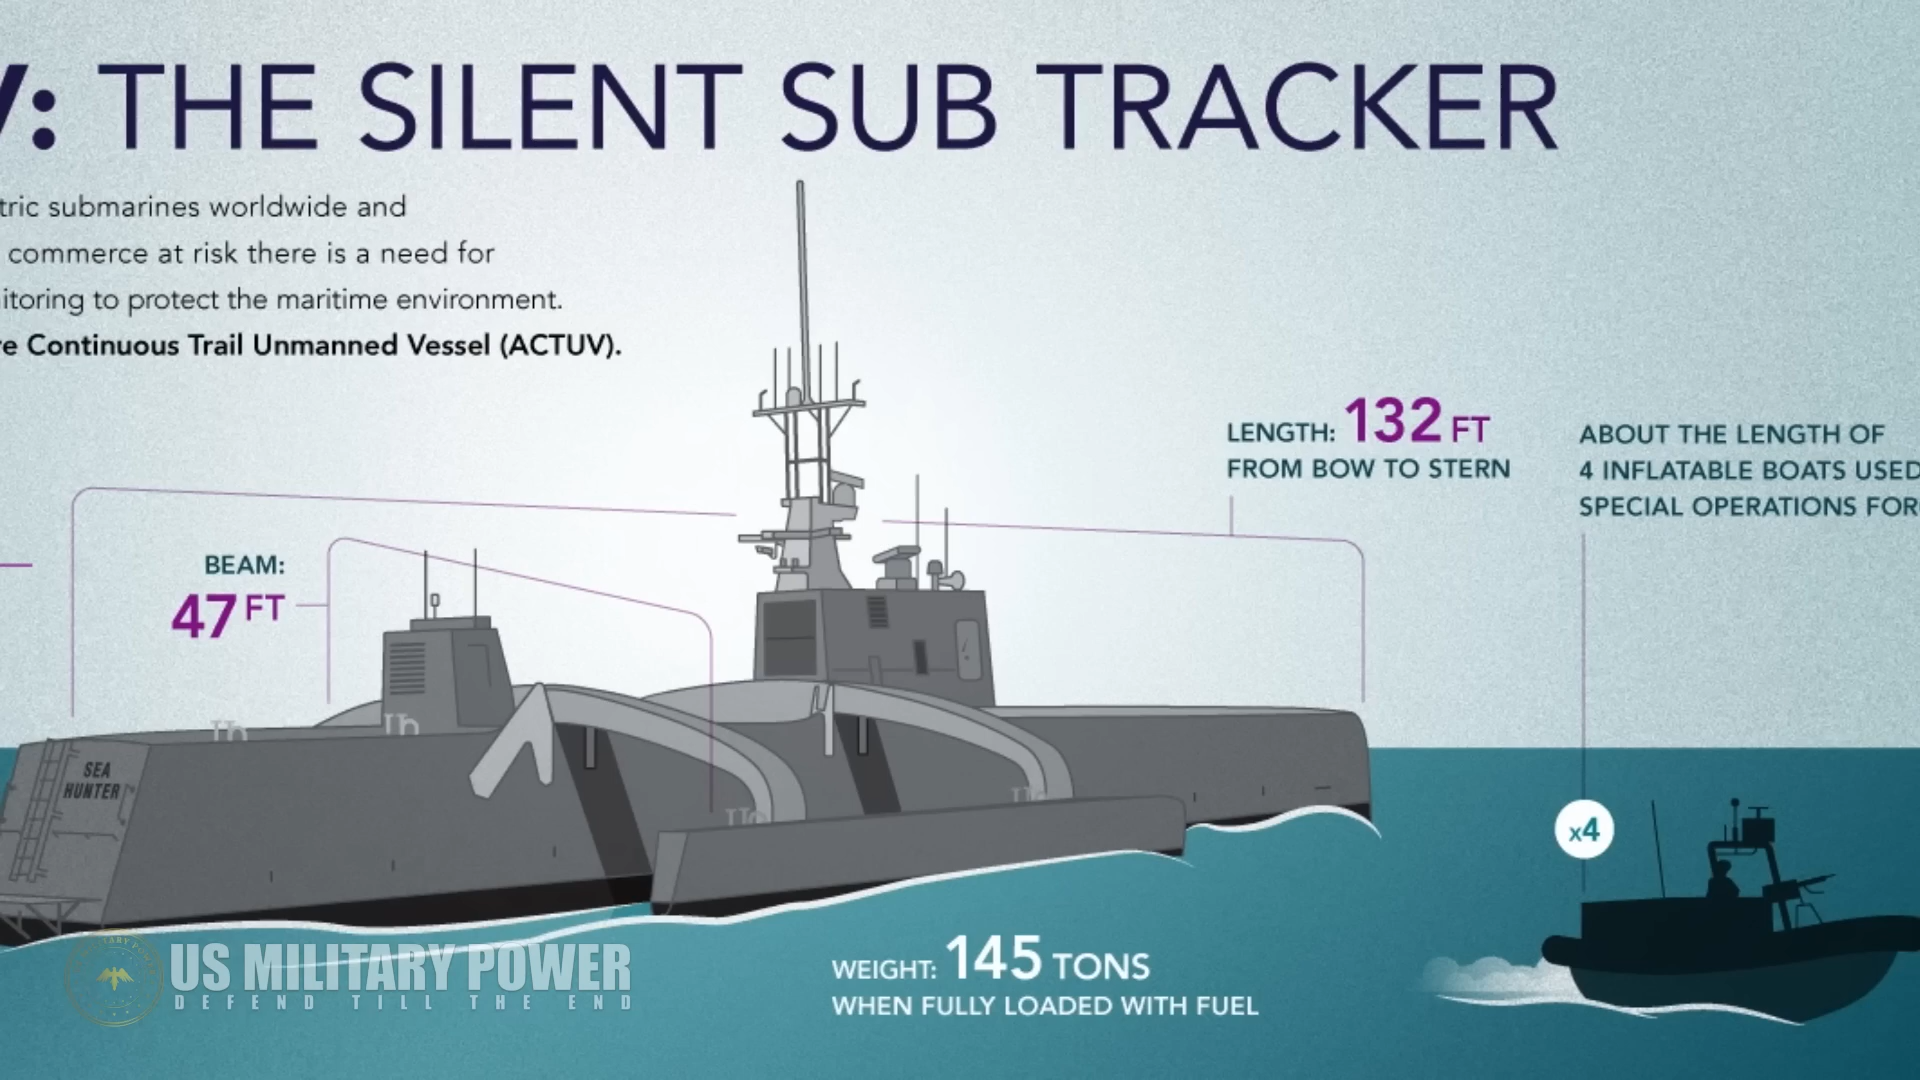 : THE SILENT SUB TRACKER
submarines worldwide and
commerce at risk there is a need for
to protect the maritime environment.
Continuous Trail Unmanned Vessel (ACTUV).
LENGTH: 132 FT
FROM BOW TO STERN
ABOUT THE LENGTH OF
4 INFLATABLE BOATS USED
SPECIAL OPERATIONS
BEAM:
47 FT
SEA
HUNTER
x4
WEIGHT: 145 TONS
WHEN FULLY LOADED WITH FUEL
US MILITARY POWER
DEFEND TILL THE END